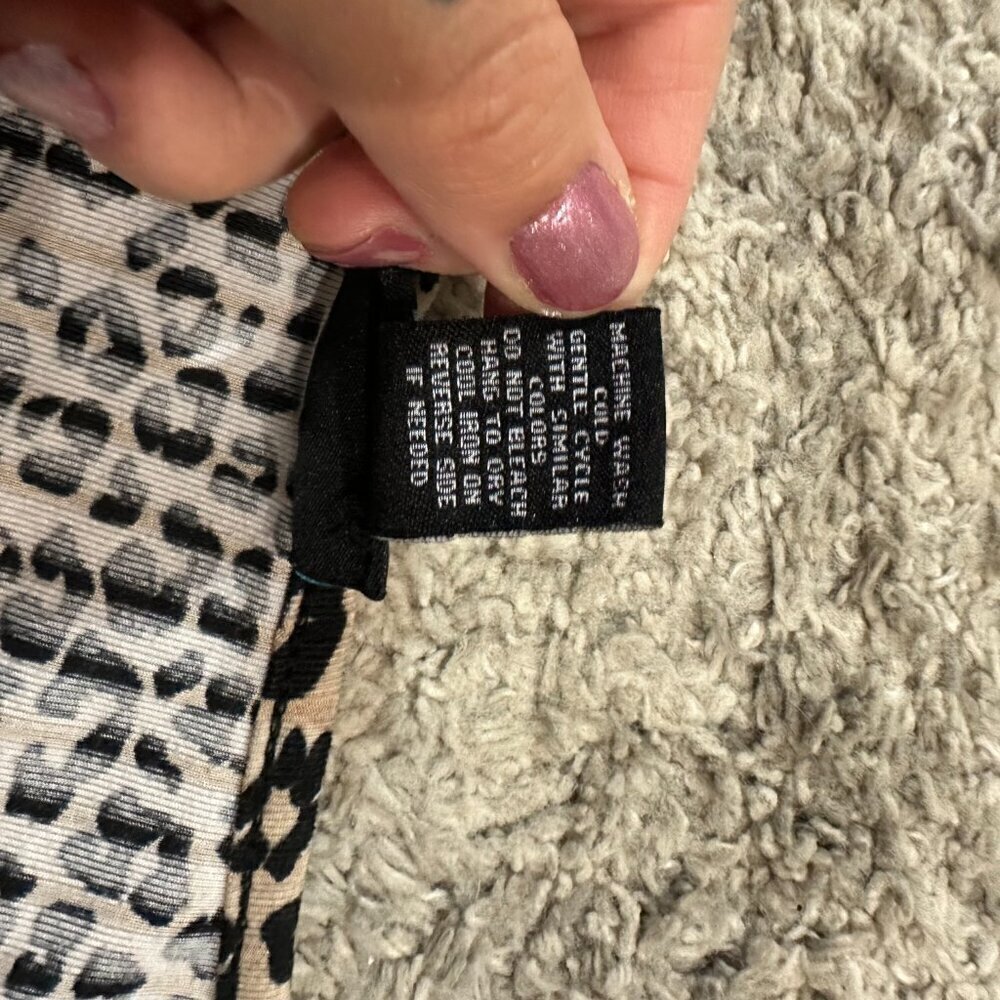 MACHINE WASH
COLD
GENTLE CYCLE
WITH SIMILAR
COLORS
DO NOT BLEACH
HANG TO DRY
COOL IRON ON
REVERSE SIDE
IF NEEDED